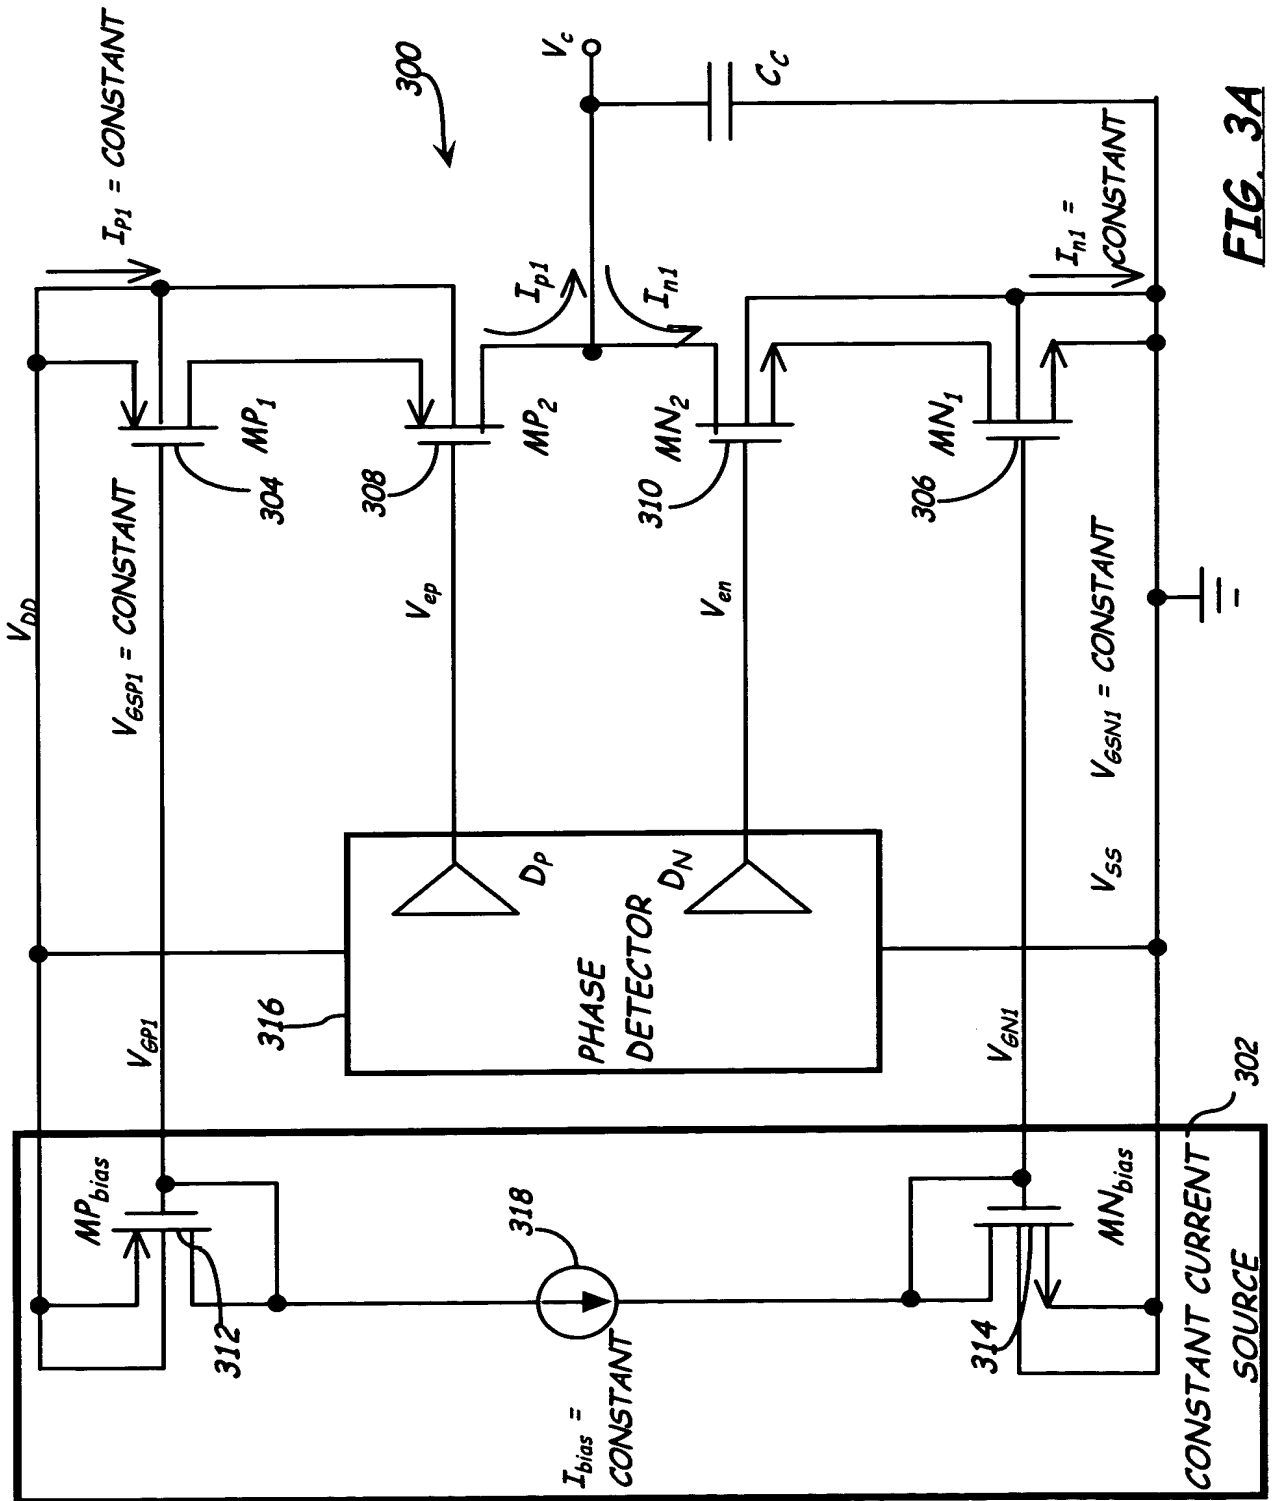 V_DD
I_P1 = CONSTANT
V_GSP1 = CONSTANT
V_GP1
MP_bias
312
304
MP_1
300
V_c
C_C
I_p1
I_n1
308
MP_2
V_ep
D_P
316
PHASE
DETECTOR
D_N
V_en
310
MN_2
318
I_bias =
CONSTANT
306
MN_1
I_n1 =
CONSTANT
V_GN1
314
MN_bias
V_SS
V_GSN1 = CONSTANT
302
CONSTANT CURRENT
SOURCE
FIG. 3A